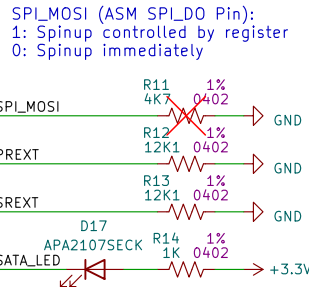 SPI_MOSI (ASM SPI_DO Pin):
1: Spinup controlled by register
0: Spinup immediately
R11 1%
4K7 0402
SPI_MOSI
GND
R12 1%
PREXT 12K1 0402
GND
R13 1%
SREXT 12K1 0402
GND
D17 R14 1%
APA2107SECK 1K 0402
SATA_LED
+3.3V